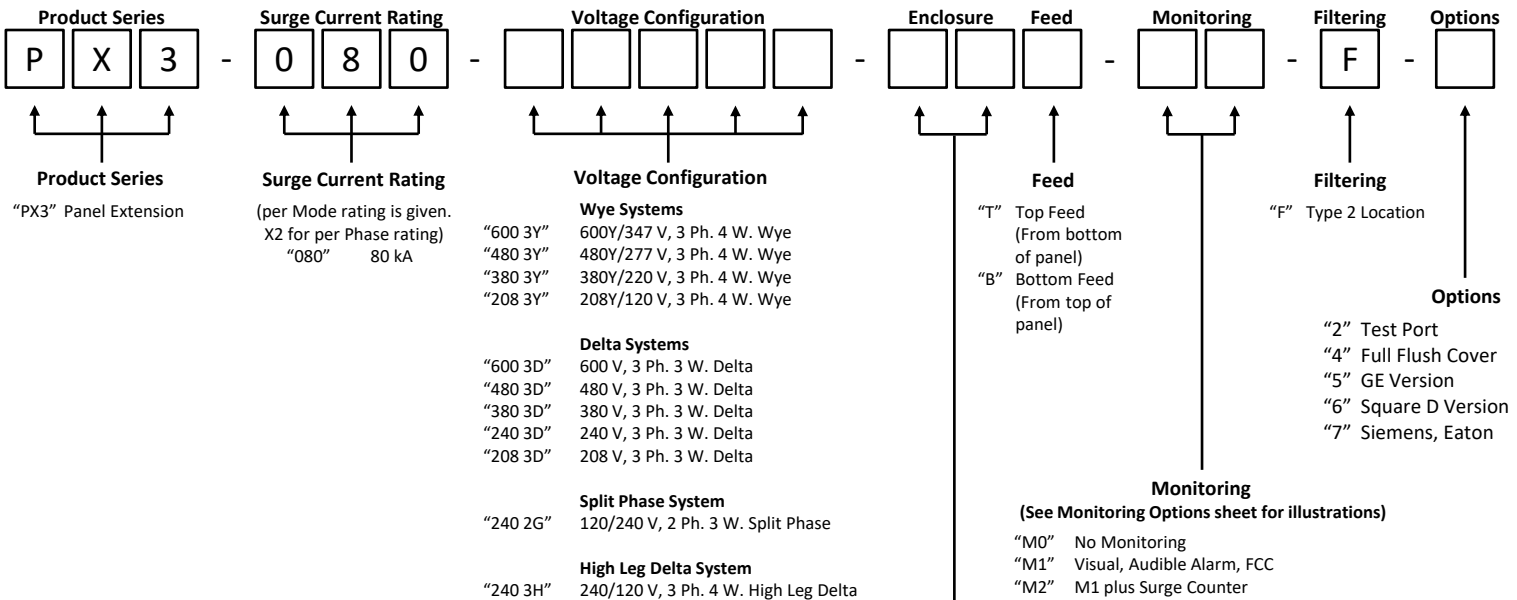 Product Series Surge Current Rating Voltage Configuration Enclosure Feed Monitoring Filtering Options
P X 3 - 0 8 0 - - - - F -
Product Series
“PX3” Panel Extension
Surge Current Rating
(per Mode rating is given.
X2 for per Phase rating)
“080” 80 kA
Voltage Configuration
Wye Systems
“600 3Y” 600Y/347 V, 3 Ph. 4 W. Wye
“480 3Y” 480Y/277 V, 3 Ph. 4 W. Wye
“380 3Y” 380Y/220 V, 3 Ph. 4 W. Wye
“208 3Y” 208Y/120 V, 3 Ph. 4 W. Wye
Delta Systems
“600 3D” 600 V, 3 Ph. 3 W. Delta
“480 3D” 480 V, 3 Ph. 3 W. Delta
“380 3D” 380 V, 3 Ph. 3 W. Delta
“240 3D” 240 V, 3 Ph. 3 W. Delta
“208 3D” 208 V, 3 Ph. 3 W. Delta
Split Phase System
“240 2G” 120/240 V, 2 Ph. 3 W. Split Phase
High Leg Delta System
“240 3H” 240/120 V, 3 Ph. 4 W. High Leg Delta
Feed
“T” Top Feed
(From bottom
of panel)
“B” Bottom Feed
(From top of
panel)
Filtering
“F” Type 2 Location
Options
“2” Test Port
“4” Full Flush Cover
“5” GE Version
“6” Square D Version
“7” Siemens, Eaton
Monitoring
(See Monitoring Options sheet for illustrations)
“M0” No Monitoring
“M1” Visual, Audible Alarm, FCC
“M2” M1 plus Surge Counter